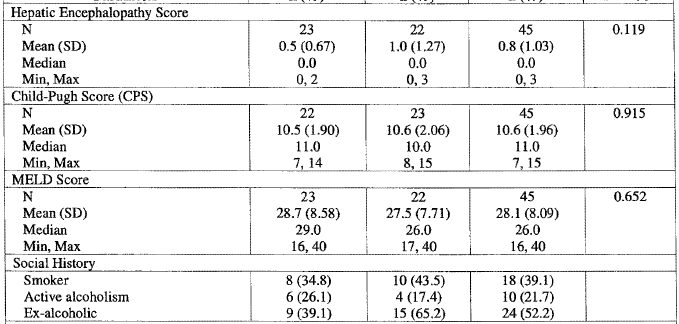 Hepatic Encephalopathy Score
N 23 22 45 0.119
Mean (SD) 0.5 (0.67) 1.0 (1.27) 0.8 (1.03)
Median 0.0 0.0 0.0
Min, Max 0, 2 0, 3 0, 3
Child-Pugh Score (CPS)
N 22 23 45 0.915
Mean (SD) 10.5 (1.90) 10.6 (2.06) 10.6 (1.96)
Median 11.0 10.0 11.0
Min, Max 7, 14 8, 15 7, 15
MELD Score
N 23 22 45 0.652
Mean (SD) 28.7 (8.58) 27.5 (7.71) 28.1 (8.09)
Median 29.0 26.0 26.0
Min, Max 16, 40 17, 40 16, 40
Social History
Smoker 8 (34.8) 10 (43.5) 18 (39.1)
Active alcoholism 6 (26.1) 4 (17.4) 10 (21.7)
Ex-alcoholic 9 (39.1) 15 (65.2) 24 (52.2)